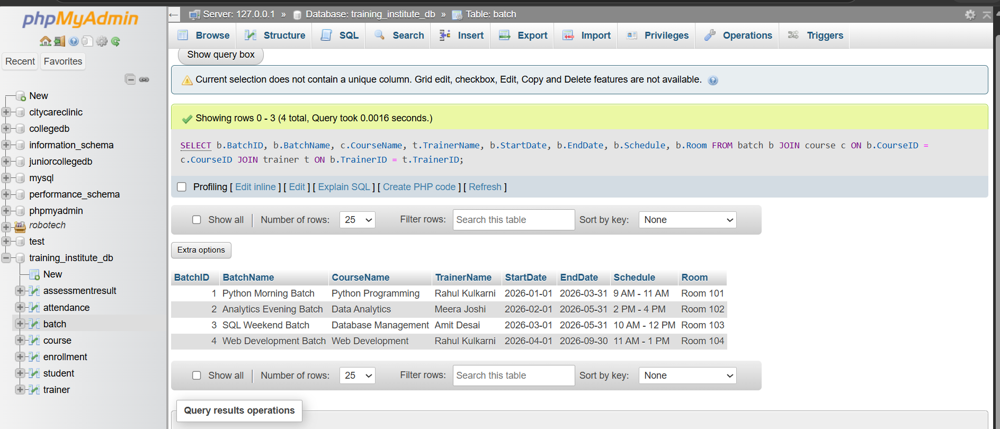 phpMyAdmin
Recent
Favorites
New
citycareclinic
collegedb
information_schema
juniorcollegedb
mysql
performance_schema
phpmyadmin
robotech
test
training_institute_db
New
assessmentresult
attendance
batch
course
enrollment
student
trainer
Server: 127.0.0.1 » Database: training_institute_db » Table: batch
Browse Structure SQL Search Insert Export Import Privileges Operations Triggers
Show query box
Current selection does not contain a unique column. Grid edit, checkbox, Edit, Copy and Delete features are not available.
Showing rows 0 - 3 (4 total, Query took 0.0016 seconds.)
SELECT b.BatchID, b.BatchName, c.CourseName, t.TrainerName, b.StartDate, b.EndDate, b.Schedule, b.Room FROM batch b JOIN course c ON b.CourseID =
c.CourseID JOIN trainer t ON b.TrainerID = t.TrainerID;
Profiling [ Edit inline ] [ Edit ] [ Explain SQL ] [ Create PHP code ] [ Refresh ]
Show all Number of rows: 25 Filter rows: Search this table Sort by key: None
Extra options
BatchID BatchName CourseName TrainerName StartDate EndDate Schedule Room
1 Python Morning Batch Python Programming Rahul Kulkarni 2026-01-01 2026-03-31 9 AM - 11 AM Room 101
2 Analytics Evening Batch Data Analytics Meera Joshi 2026-02-01 2026-05-31 2 PM - 4 PM Room 102
3 SQL Weekend Batch Database Management Amit Desai 2026-03-01 2026-05-31 10 AM - 12 PM Room 103
4 Web Development Batch Web Development Rahul Kulkarni 2026-04-01 2026-09-30 11 AM - 1 PM Room 104
Show all Number of rows: 25 Filter rows: Search this table Sort by key: None
Query results operations